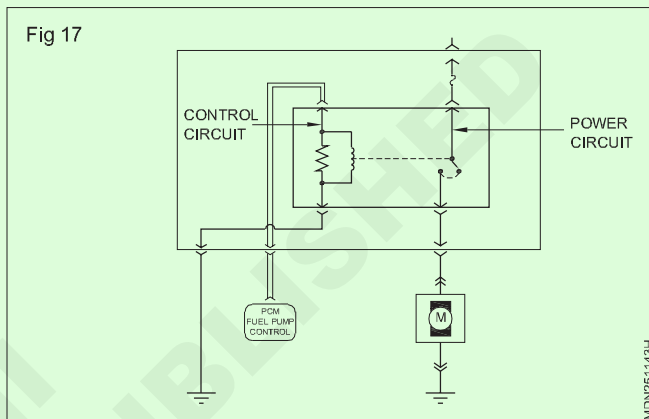 Fig 17
CONTROL
CIRCUIT
POWER
CIRCUIT
PCM
FUEL PUMP
CONTROL
M